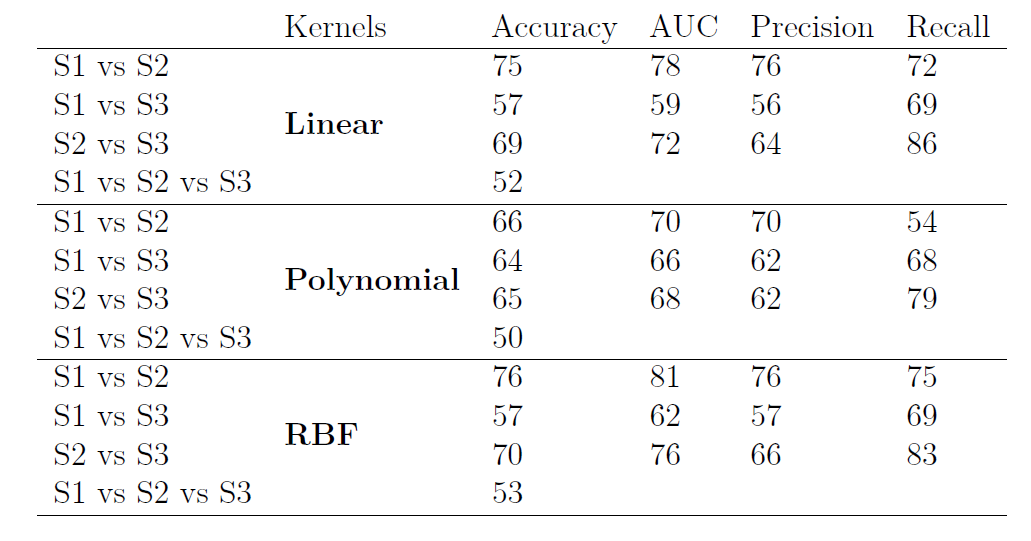 Kernels Accuracy AUC Precision Recall
S1 vs S2 75 78 76 72
S1 vs S3 57 59 56 69
Linear
S2 vs S3 69 72 64 86
S1 vs S2 vs S3 52
S1 vs S2 66 70 70 54
S1 vs S3 64 66 62 68
Polynomial
S2 vs S3 65 68 62 79
S1 vs S2 vs S3 50
S1 vs S2 76 81 76 75
S1 vs S3 57 62 57 69
RBF
S2 vs S3 70 76 66 83
S1 vs S2 vs S3 53